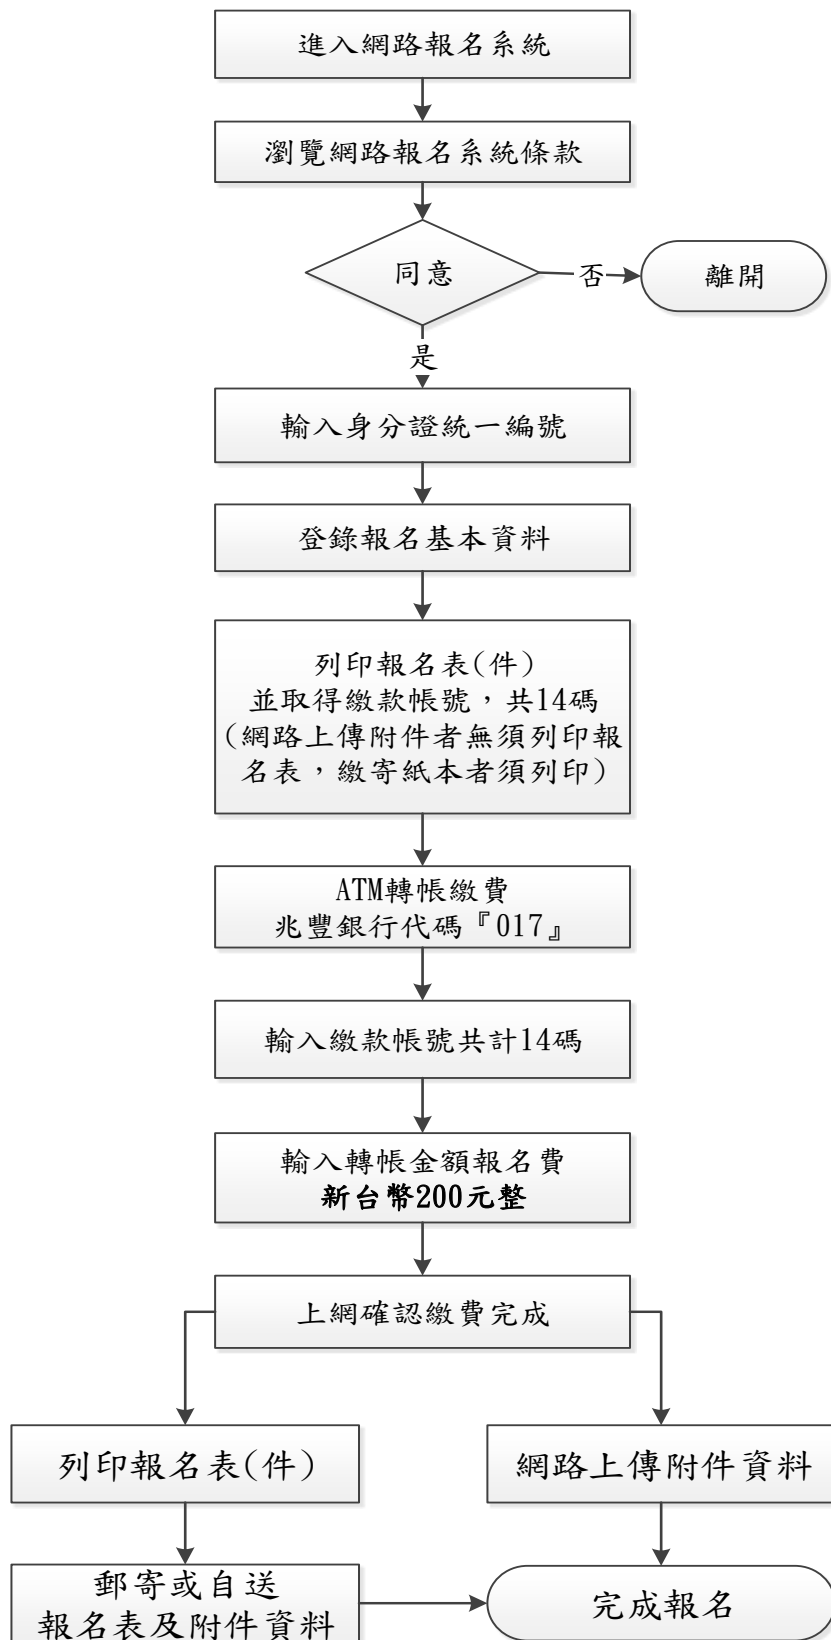 進入網路報名系統
瀏覽網路報名系統條款
同意
否
離開
是
輸入身分證統一編號
登錄報名基本資料
列印報名表(件)
並取得繳款帳號，共14碼
(網路上傳附件者無須列印報
名表，繳寄紙本者須列印)
ATM轉帳繳費
兆豐銀行代碼『017』
輸入繳款帳號共計14碼
輸入轉帳金額報名費
新台幣200元整
上網確認繳費完成
列印報名表(件)
網路上傳附件資料
郵寄或自送
報名表及附件資料
完成報名